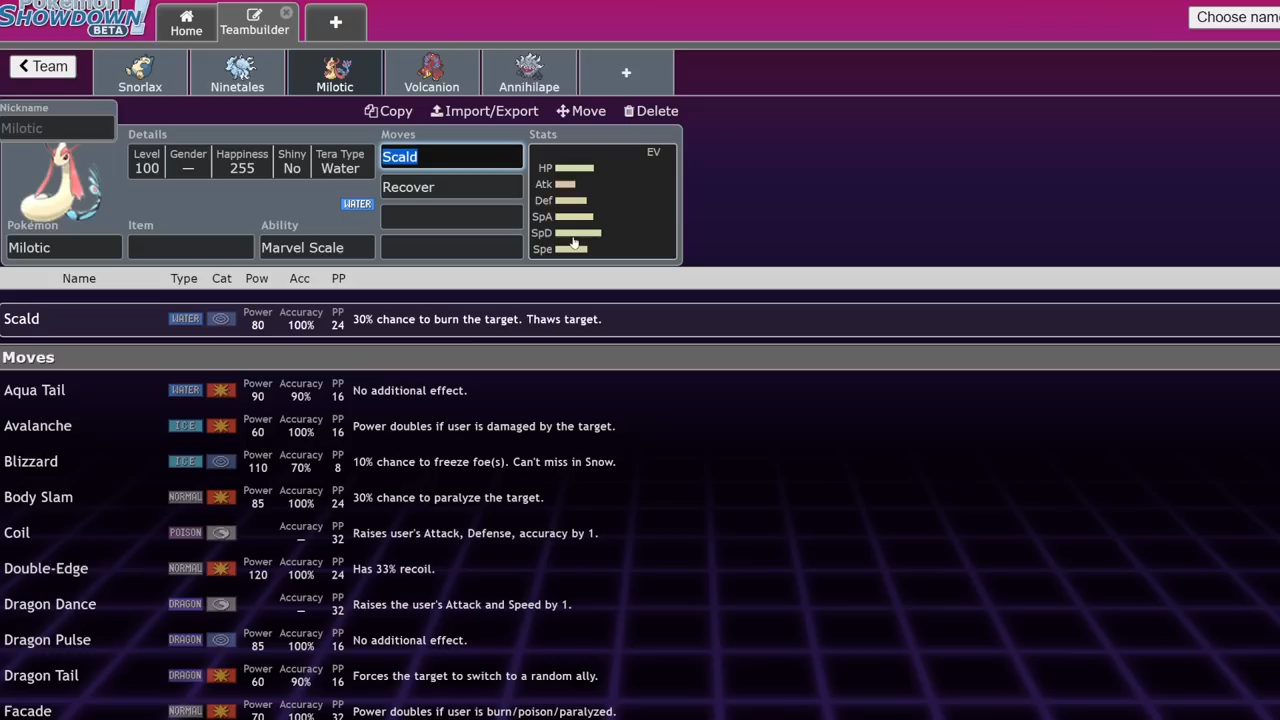 Pokémon
SHOWDOWN!
BETA
Home
Teambuilder
+
Choose name
Team
Snorlax
Ninetales
Milotic
Volcanion
Annihilape
+
Nickname
Milotic
Copy
Import/Export
Move
Delete
Details
Level
100
Gender
—
Happiness
255
Shiny
No
Tera Type
Water
WATER
Pokémon
Milotic
Item
Ability
Marvel Scale
Moves
Scald
Recover
Stats
EV
HP
Atk
Def
SpA
SpD
Spe
Name Type Cat Pow Acc PP
Scald WATER Power 80 Accuracy 100% PP 24 30% chance to burn the target. Thaws target.
Moves
Aqua Tail WATER Power 90 Accuracy 90% PP 16 No additional effect.
Avalanche ICE Power 60 Accuracy 100% PP 16 Power doubles if user is damaged by the target.
Blizzard ICE Power 110 Accuracy 70% PP 8 10% chance to freeze foe(s). Can't miss in Snow.
Body Slam NORMAL Power 85 Accuracy 100% PP 24 30% chance to paralyze the target.
Coil POISON Accuracy — PP 32 Raises user's Attack, Defense, accuracy by 1.
Double-Edge NORMAL Power 120 Accuracy 100% PP 24 Has 33% recoil.
Dragon Dance DRAGON Accuracy — PP 32 Raises the user's Attack and Speed by 1.
Dragon Pulse DRAGON Power 85 Accuracy 100% PP 16 No additional effect.
Dragon Tail DRAGON Power 60 Accuracy 90% PP 16 Forces the target to switch to a random ally.
Facade NORMAL Power 70 Accuracy 100% PP 32 Power doubles if user is burn/poison/paralyzed.